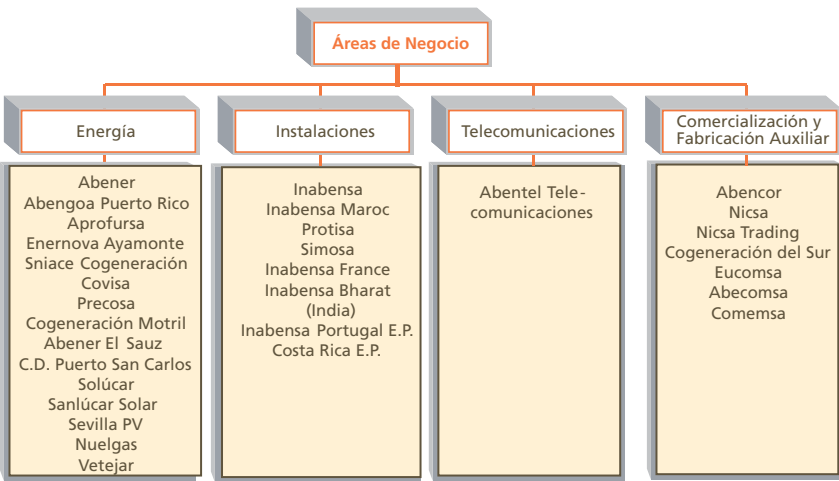 Áreas de Negocio
Energía
Abener
Abengoa Puerto Rico
Aprofursa
Enernova Ayamonte
Sniace Cogeneración
Covisa
Precosa
Cogeneración Motril
Abener El Sauz
C.D. Puerto San Carlos
Solúcar
Sanlúcar Solar
Sevilla PV
Nuelgas
Vetejar
Instalaciones
Inabensa
Inabensa Maroc
Protisa
Simosa
Inabensa France
Inabensa Bharat
(India)
Inabensa Portugal E.P.
Costa Rica E.P.
Telecomunicaciones
Abentel Tele-
comunicaciones
Comercialización y
Fabricación Auxiliar
Abencor
Nicsa
Nicsa Trading
Cogeneración del Sur
Eucomsa
Abecomsa
Comemsa